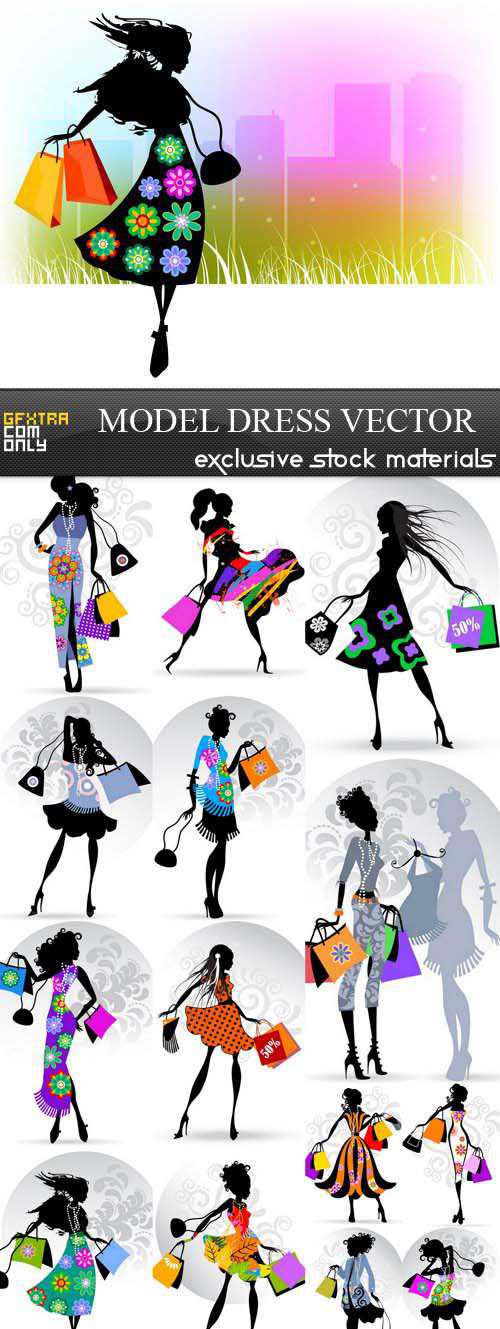 GFXTRA
COM
ONLY
MODEL DRESS VECTOR
exclusive stock materials
50%
50%